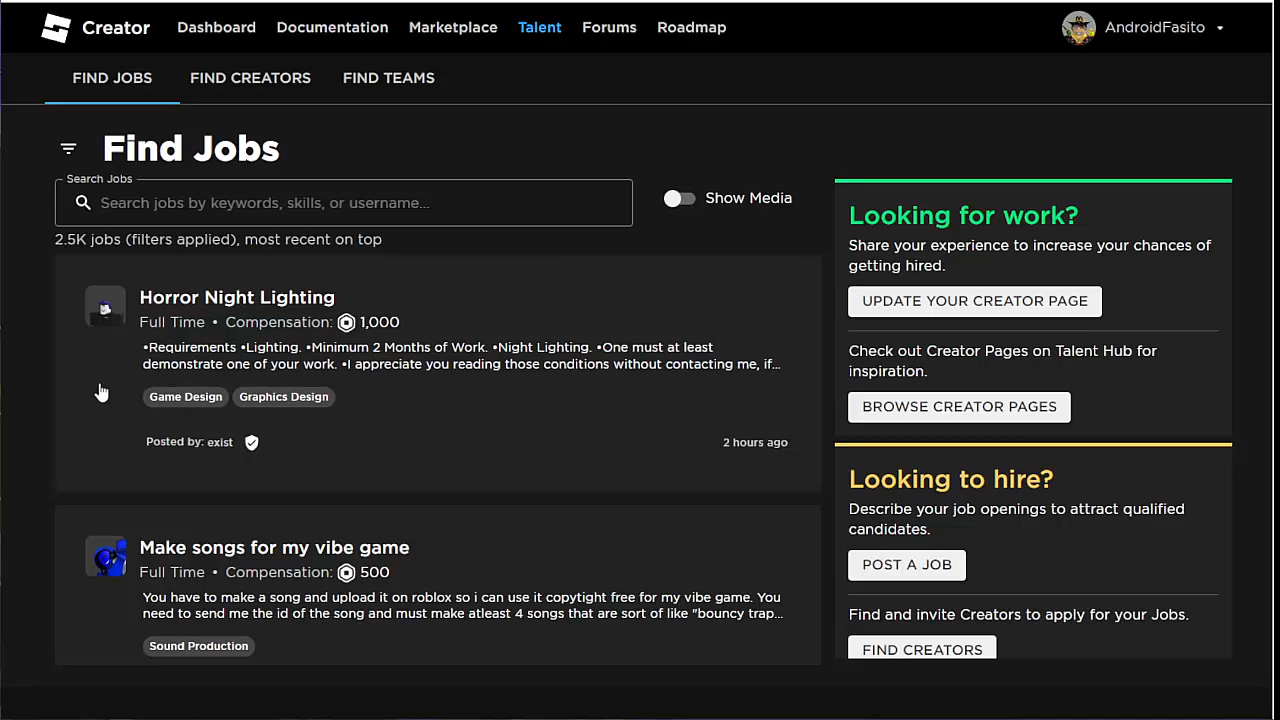 Creator Dashboard Documentation Marketplace Talent Forums Roadmap AndroidFasito
FIND JOBS FIND CREATORS FIND TEAMS
Find Jobs
Search Jobs
Search jobs by keywords, skills, or username...
Show Media
2.5K jobs (filters applied), most recent on top
Horror Night Lighting
Full Time • Compensation: 1,000
•Requirements •Lighting. •Minimum 2 Months of Work. •Night Lighting. •One must at least
demonstrate one of your work. •I appreciate you reading those conditions without contacting me, if...
Game Design Graphics Design
Posted by: exist 2 hours ago
Make songs for my vibe game
Full Time • Compensation: 500
You have to make a song and upload it on roblox so i can use it copytight free for my vibe game. You
need to send me the id of the song and must make atleast 4 songs that are sort of like "bouncy trap...
Sound Production
Looking for work?
Share your experience to increase your chances of
getting hired.
UPDATE YOUR CREATOR PAGE
Check out Creator Pages on Talent Hub for
inspiration.
BROWSE CREATOR PAGES
Looking to hire?
Describe your job openings to attract qualified
candidates.
POST A JOB
Find and invite Creators to apply for your Jobs.
FIND CREATORS